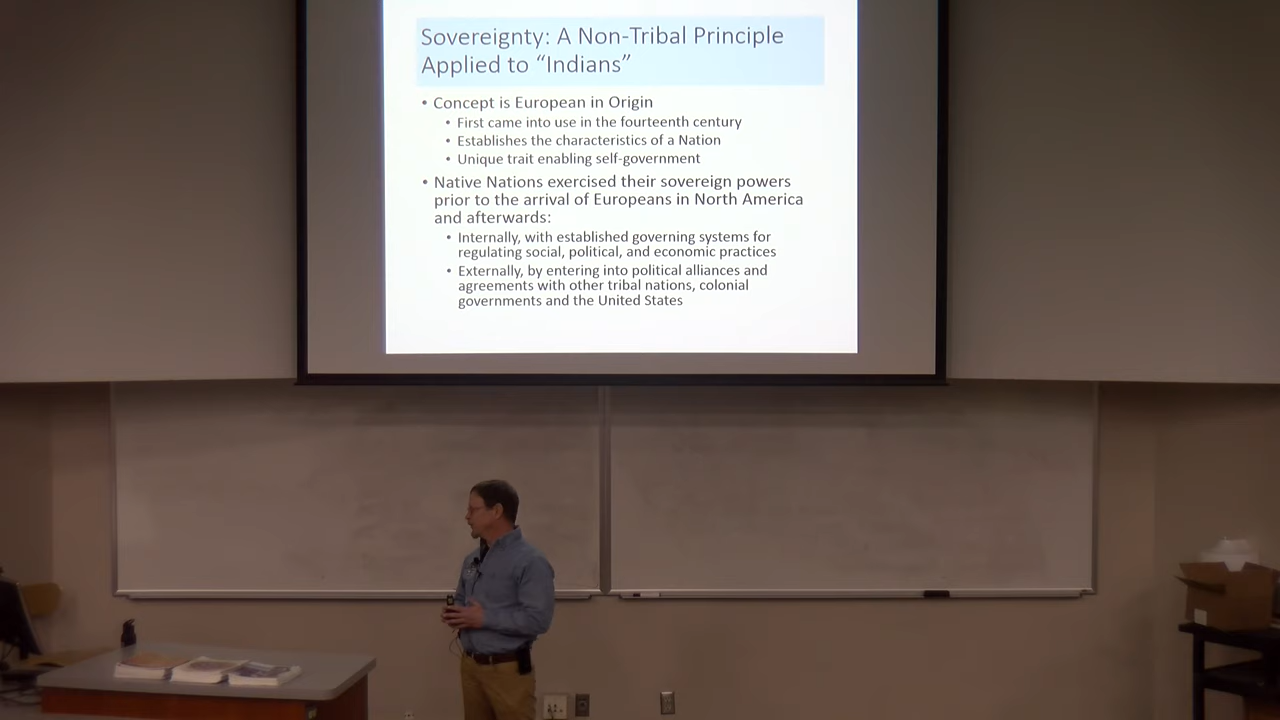 Sovereignty: A Non-Tribal Principle
Applied to “Indians”
• Concept is European in Origin
• First came into use in the fourteenth century
• Establishes the characteristics of a Nation
• Unique trait enabling self-government
• Native Nations exercised their sovereign powers
prior to the arrival of Europeans in North America
and afterwards:
• Internally, with established governing systems for
regulating social, political, and economic practices
• Externally, by entering into political alliances and
agreements with other tribal nations, colonial
governments and the United States